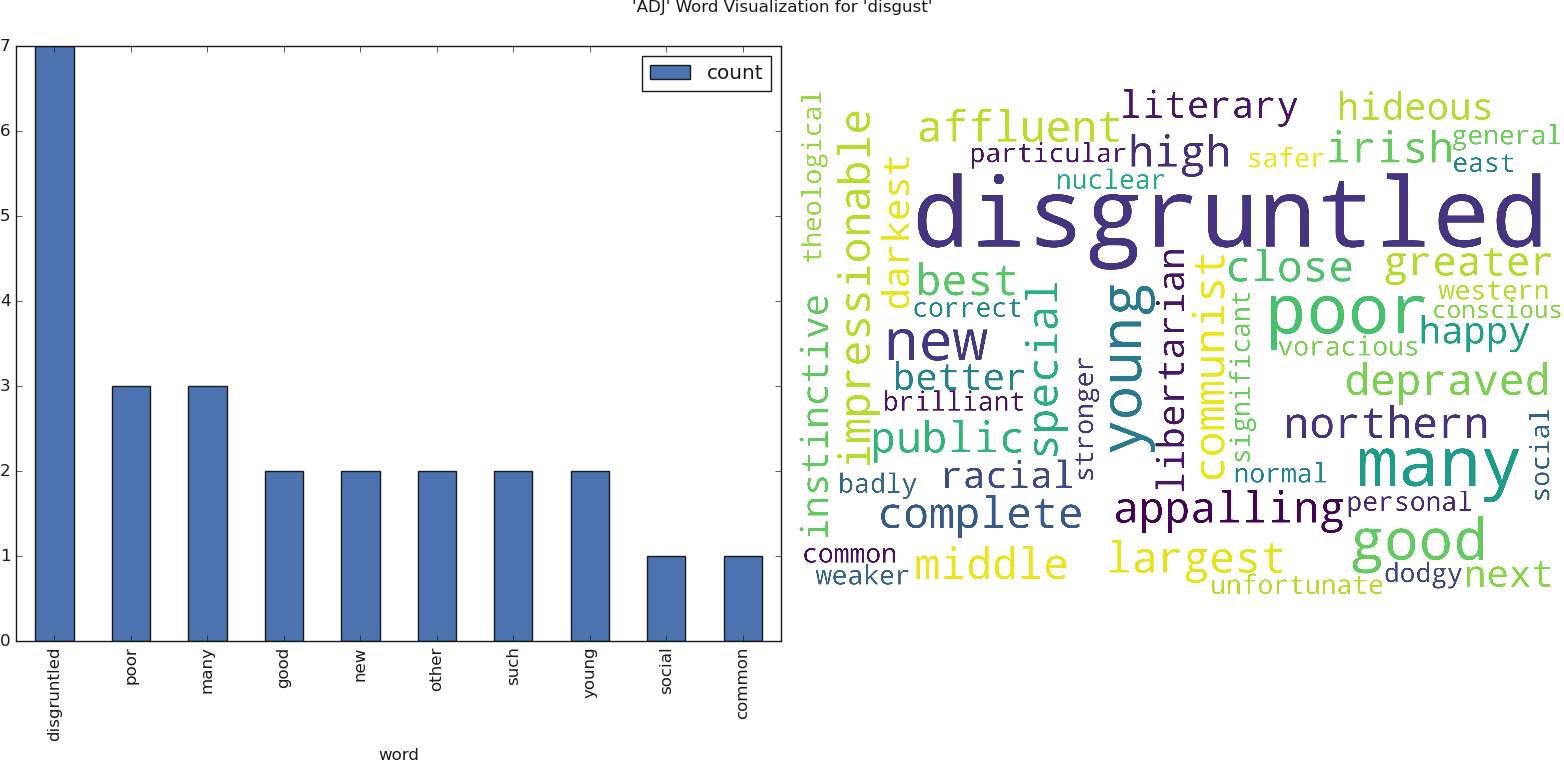 'ADJ' Word Visualization for 'disgust'
7
6
5
4
3
2
1
0
count
disgruntled
poor
many
good
new
other
such
young
social
common
word
theological
impressionable
affluent
literary
hideous
particular
high
safer
irish
general
east
nuclear
darkest
disgruntled
best
close
greater
correct
western
conscious
instinctive
new
special
young
libertarian
communist
significant
poor
happy
voracious
better
brilliant
stronger
depraved
public
northern
many
social
badly
racial
normal
complete
appalling
personal
good
common
weaker
middle
largest
unfortunate
dodgy
next